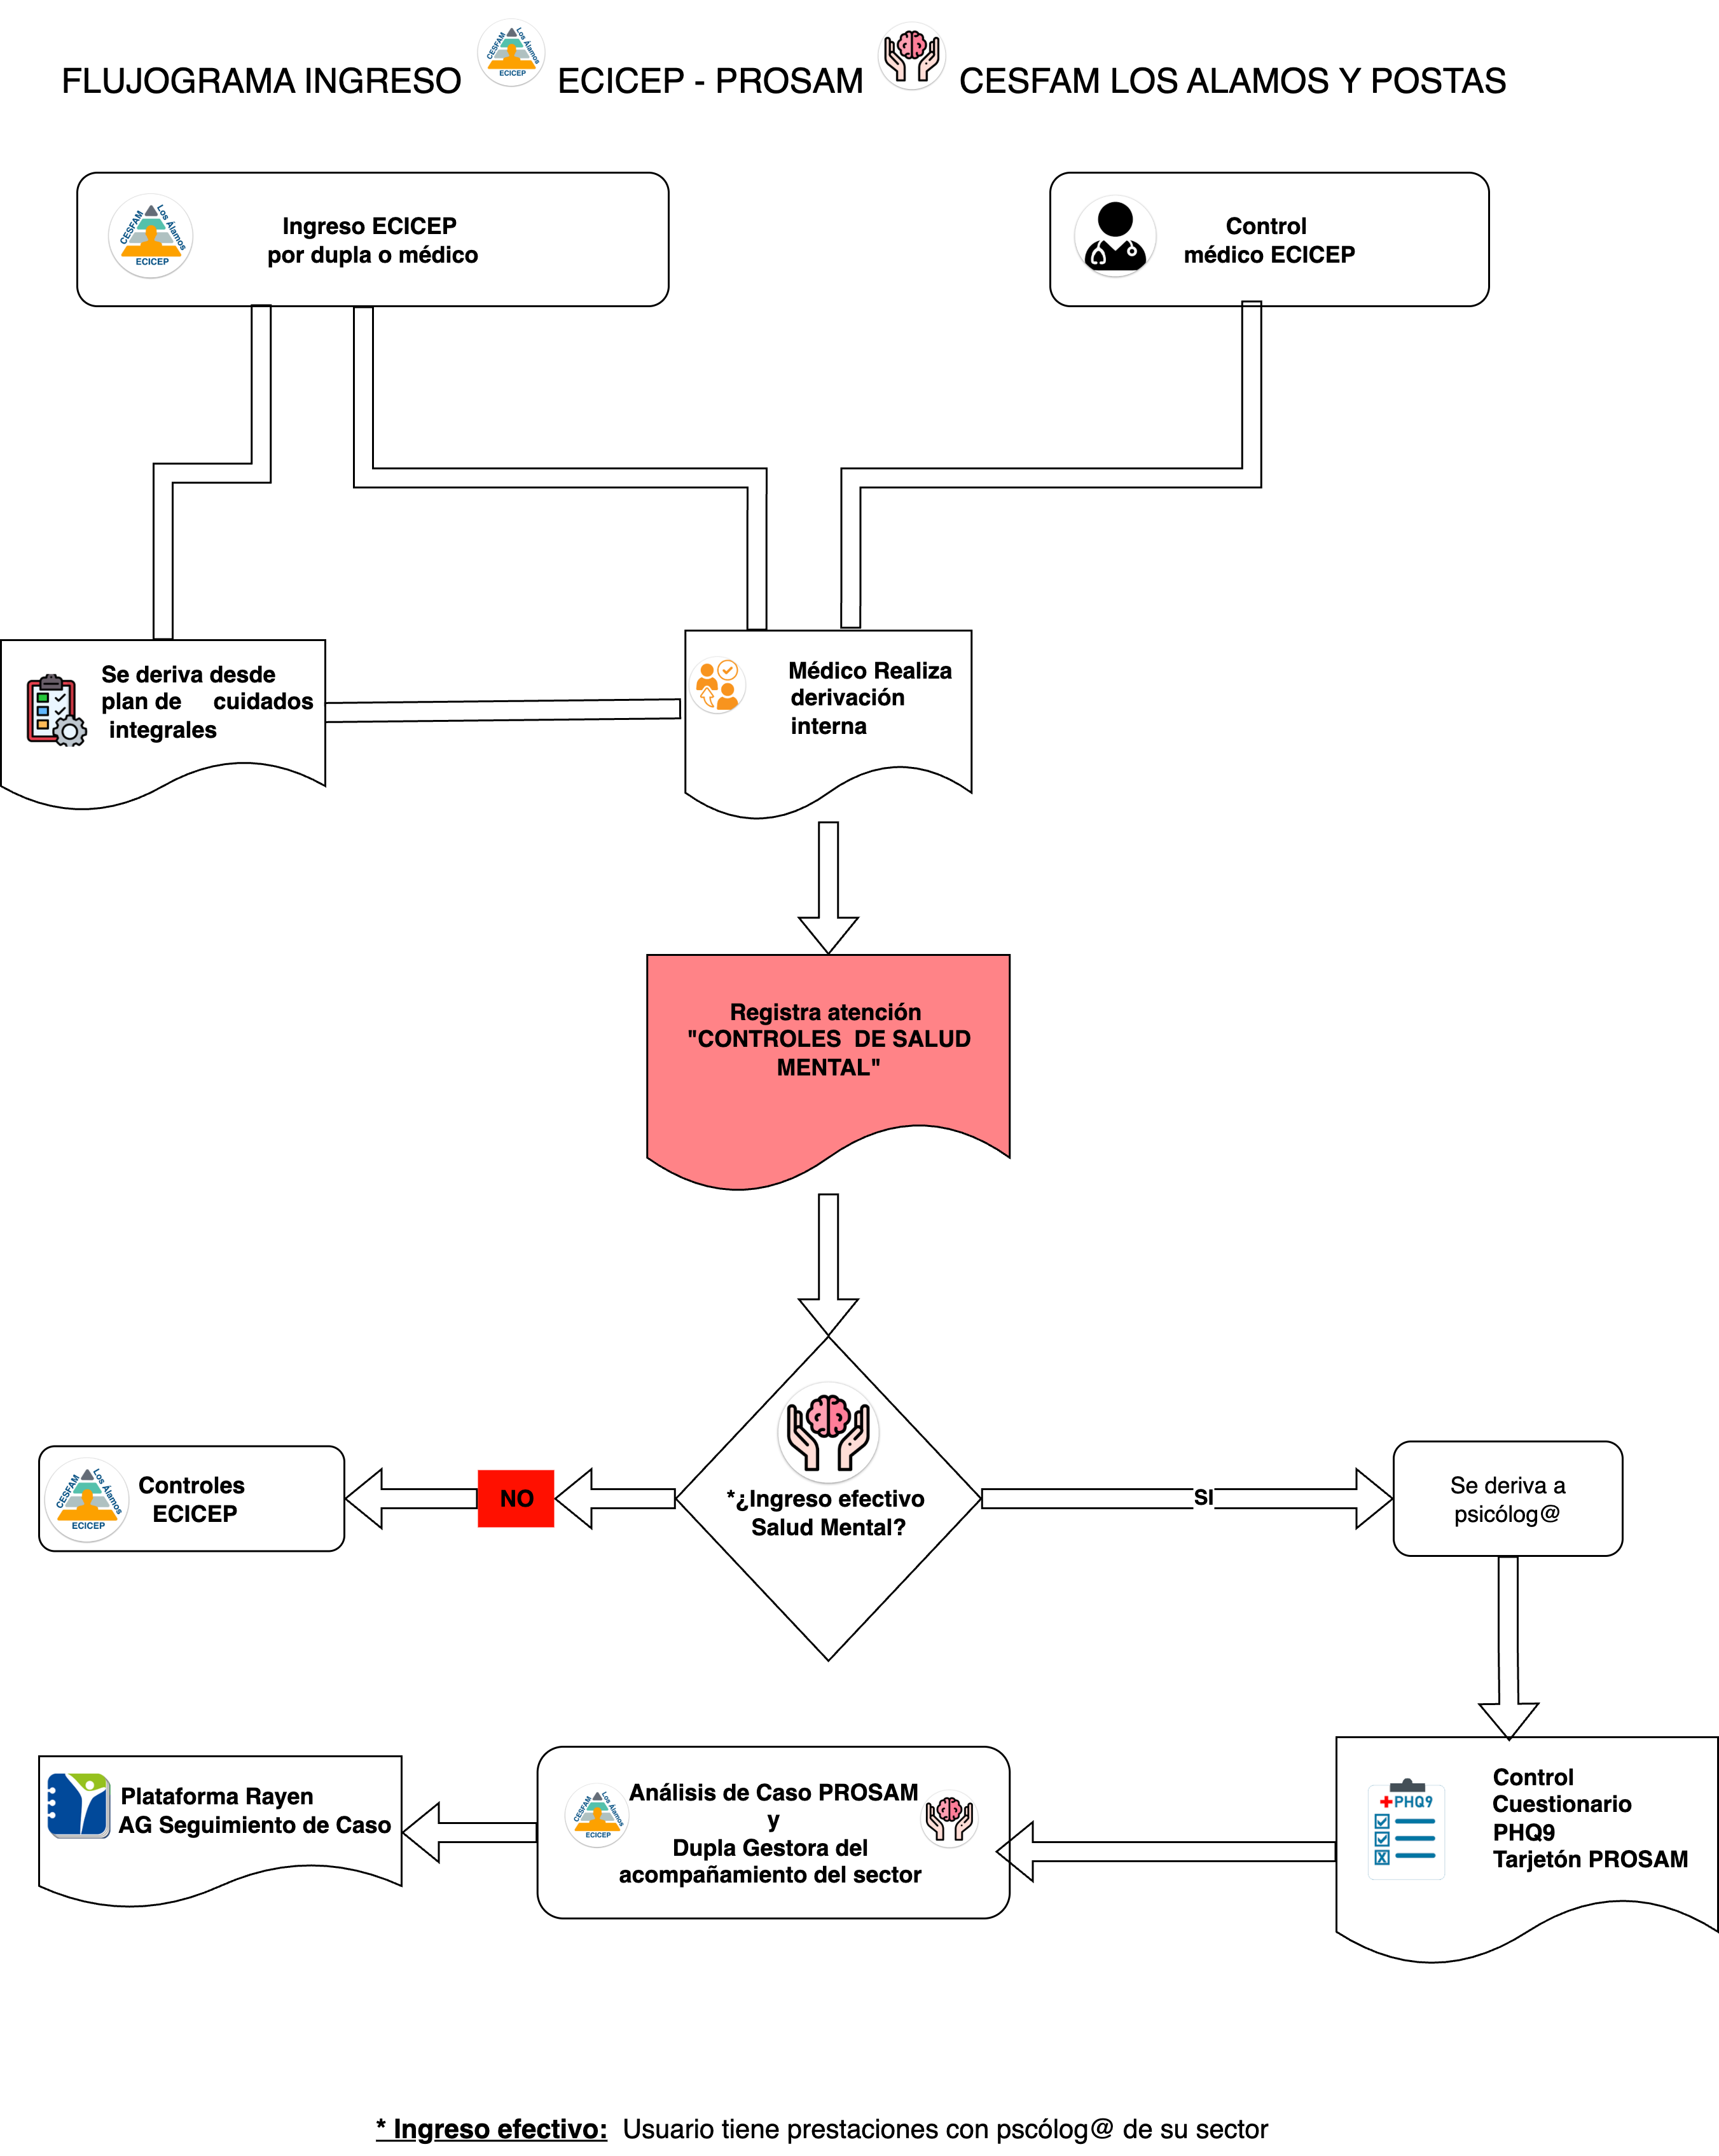 FLUJOGRAMA INGRESO CESFAM Los Álamos ECICEP ECICEP - PROSAM CESFAM LOS ALAMOS Y POSTAS
CESFAM Los Álamos
ECICEP
Ingreso ECICEP
por dupla o médico
Control
médico ECICEP
Se deriva desde
plan de cuidados
integrales
Médico Realiza
derivación
interna
Registra atención
"CONTROLES DE SALUD
MENTAL"
*¿Ingreso efectivo
Salud Mental?
NO
CESFAM Los Álamos
ECICEP
Controles
ECICEP
SI
Se deriva a
psicólog@
+PHQ9
Control
Cuestionario
PHQ9
Tarjetón PROSAM
CESFAM Los Álamos
ECICEP
Análisis de Caso PROSAM
y
Dupla Gestora del
acompañamiento del sector
Plataforma Rayen
AG Seguimiento de Caso
* Ingreso efectivo: Usuario tiene prestaciones con pscólog@ de su sector